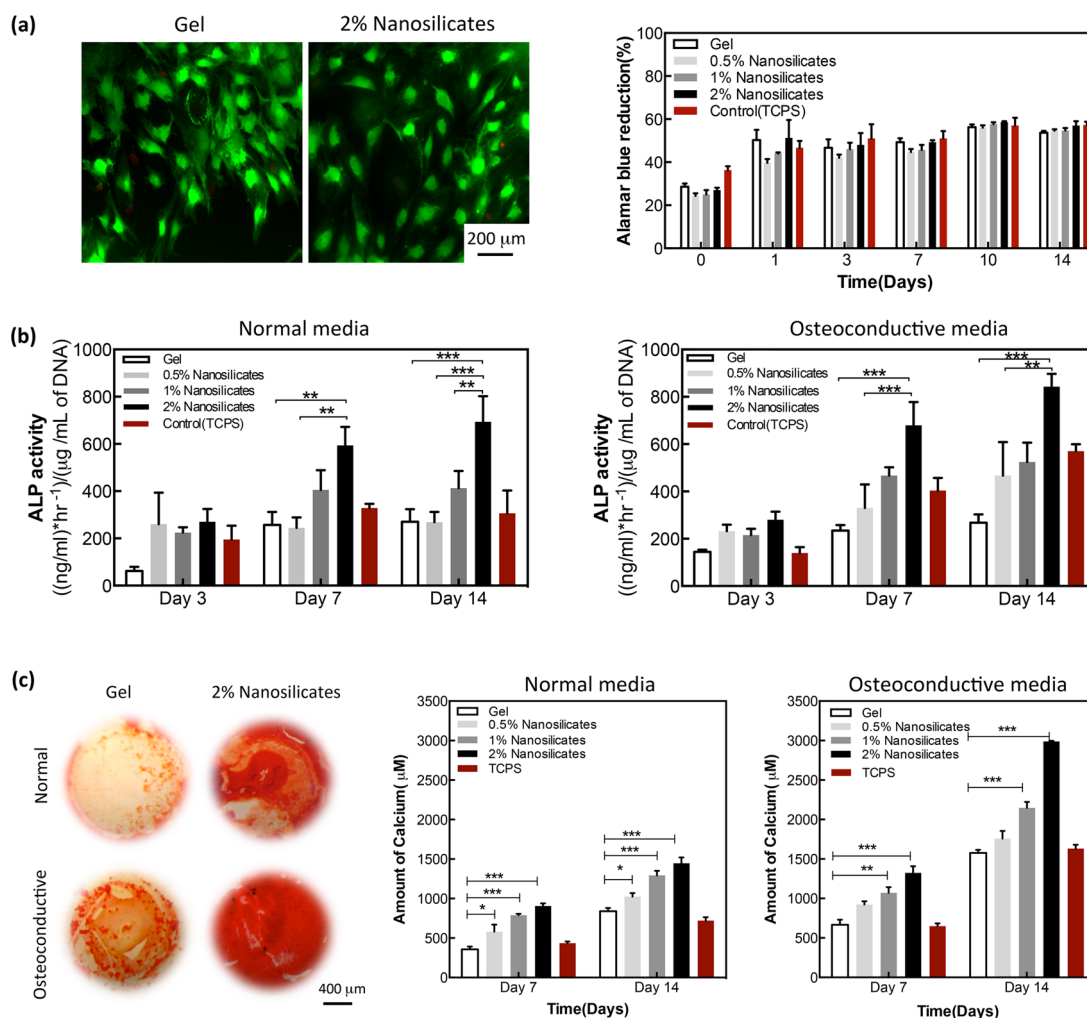 (a)
Gel
2% Nanosilicates
200 μm
Alamar blue reduction(%)
100
80
60
40
20
0
Gel
0.5% Nanosilicates
1% Nanosilicates
2% Nanosilicates
Control(TCPS)
0 1 3 7 10 14
Time(Days)
(b)
Normal media
ALP activity
((ng/ml)*hr⁻¹)/(μg /mL of DNA)
1000
800
600
400
200
0
Gel
0.5% Nanosilicates
1% Nanosilicates
2% Nanosilicates
Control(TCPS)
**
**
***
***
**
Day 3 Day 7 Day 14
Osteoconductive media
ALP activity
((ng/ml)*hr⁻¹)/(μg /mL of DNA)
1000
800
600
400
200
0
Gel
0.5% Nanosilicates
1% Nanosilicates
2% Nanosilicates
Control(TCPS)
***
***
***
**
Day 3 Day 7 Day 14
(c)
Gel
2% Nanosilicates
Normal
Osteoconductive
400 μm
Normal media
Amount of Calcium( μM)
3500
3000
2500
2000
1500
1000
500
0
Gel
0.5% Nanosilicates
1% Nanosilicates
2% Nanosilicates
TCPS
***
***
*
***
***
*
Day 7 Day 14
Time(Days)
Osteoconductive media
Amount of Calcium( μM)
3500
3000
2500
2000
1500
1000
500
0
Gel
0.5% Nanosilicates
1% Nanosilicates
2% Nanosilicates
TCPS
***
**
***
***
Day 7 Day 14
Time(Days)